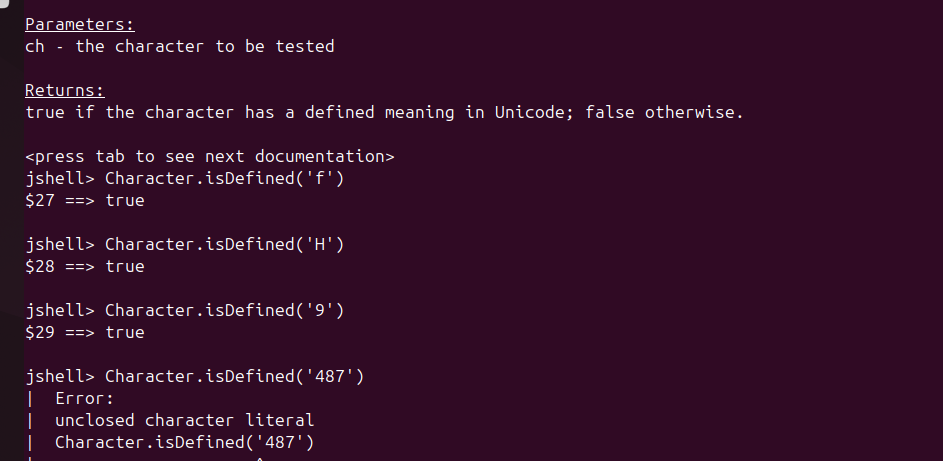 Parameters:
ch - the character to be tested
Returns:
true if the character has a defined meaning in Unicode; false otherwise.
<press tab to see next documentation>
jshell> Character.isDefined('f')
$27 ==> true
jshell> Character.isDefined('H')
$28 ==> true
jshell> Character.isDefined('9')
$29 ==> true
jshell> Character.isDefined('487')
|  Error:
|  unclosed character literal
|  Character.isDefined('487')
|                      ^